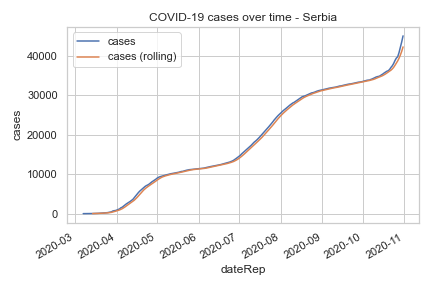 COVID-19 cases over time - Serbia
cases
cases (rolling)
40000
30000
20000
10000
0
cases
2020-03
2020-04
2020-05
2020-06
2020-07
2020-08
2020-09
2020-10
2020-11
dateRep